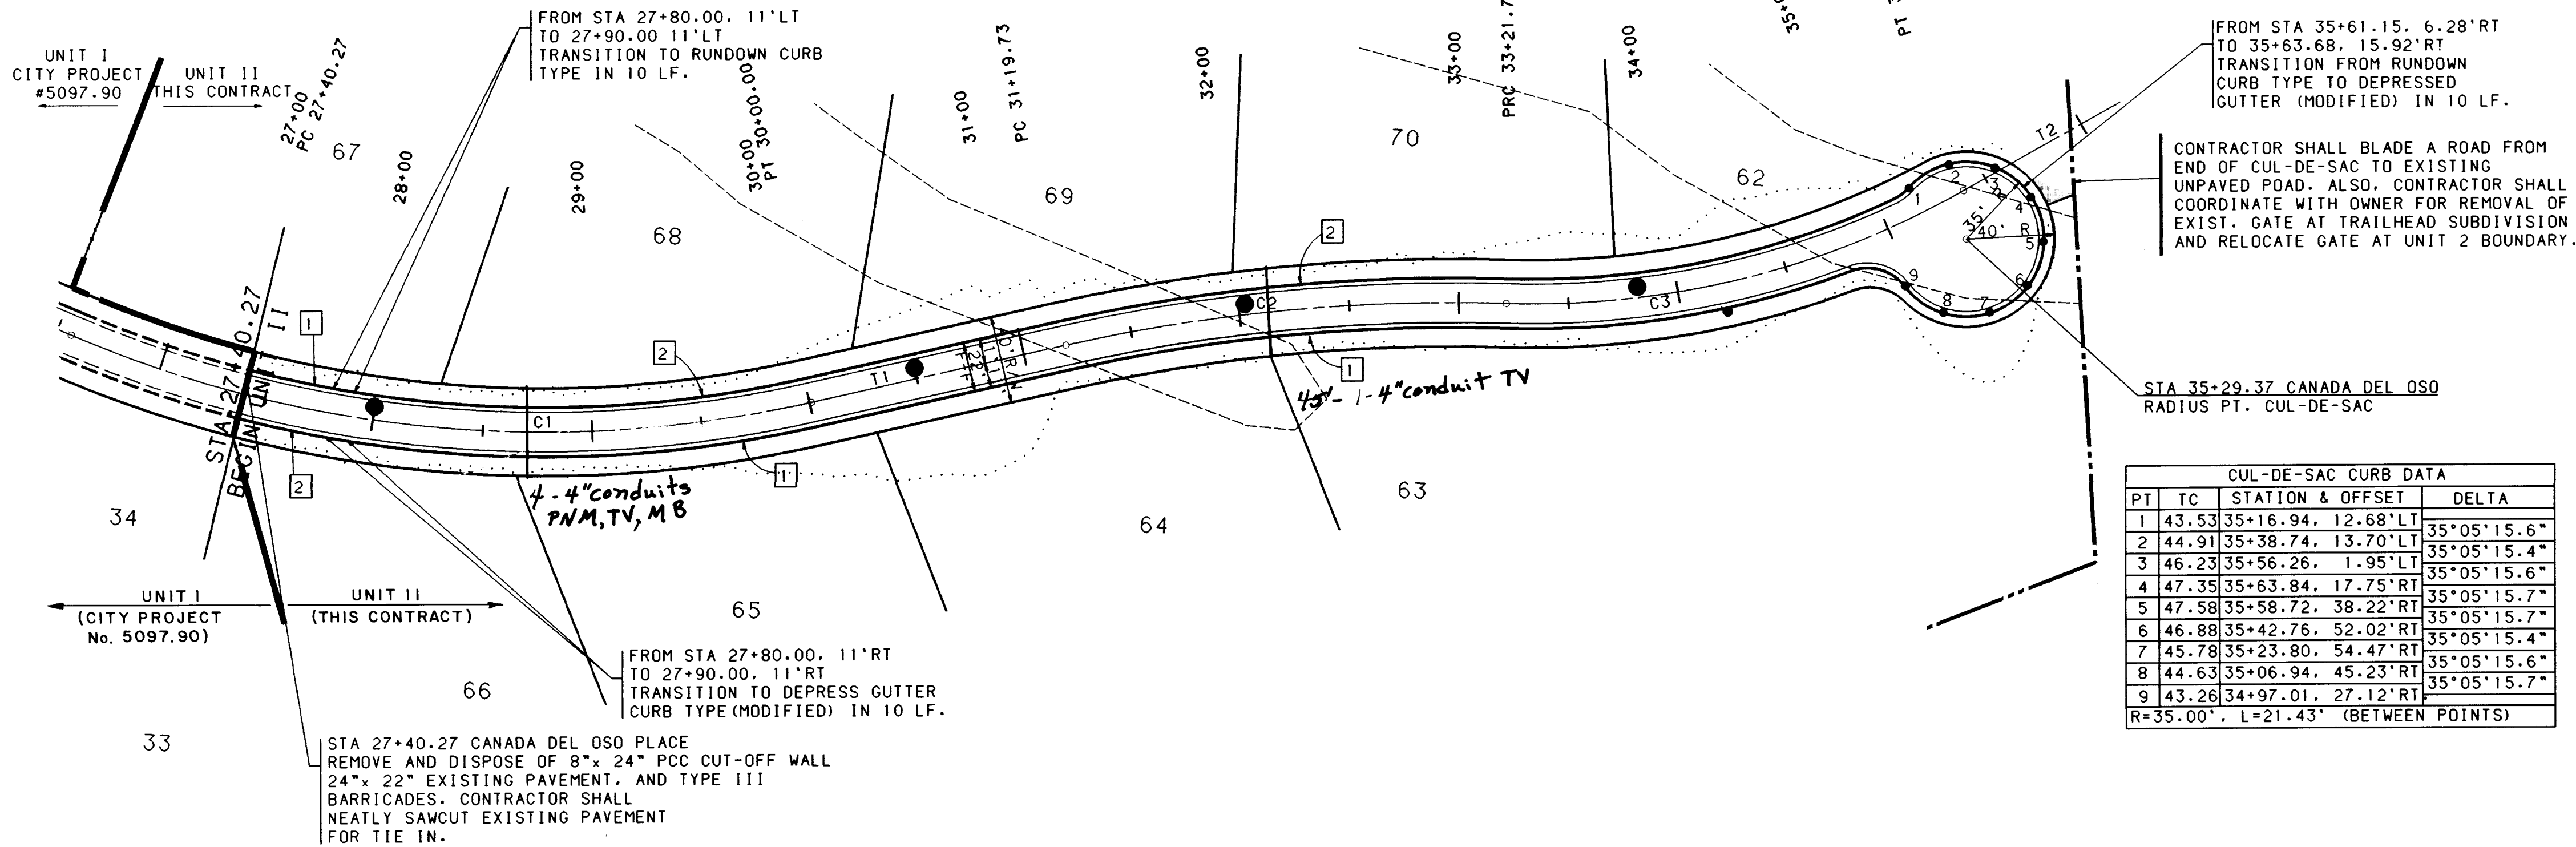 FROM STA 27+80.00, 11'LT
TO 27+90.00 11'LT
TRANSITION TO RUNDOWN CURB
TYPE IN 10 LF.
UNIT I
CITY PROJECT
#5097.90
UNIT II
THIS CONTRACT
27+00
PC 27+40.27
28+00
29+00
30+00
PT 30+00.00
31+00
PC 31+19.73
32+00
33+00
PRC 33+21.7
34+00
35+
PT
FROM STA 35+61.15, 6.28'RT
TO 35+63.68, 15.92'RT
TRANSITION FROM RUNDOWN
CURB TYPE TO DEPRESSED
GUTTER (MODIFIED) IN 10 LF.
CONTRACTOR SHALL BLADE A ROAD FROM
END OF CUL-DE-SAC TO EXISTING
UNPAVED POAD. ALSO, CONTRACTOR SHALL
COORDINATE WITH OWNER FOR REMOVAL OF
EXIST. GATE AT TRAILHEAD SUBDIVISION
AND RELOCATE GATE AT UNIT 2 BOUNDARY.
67
68
69
70
62
T2
1
2
3
4
5
6
7
8
9
35'
R
40' R
1
2
2
1
2
1
C1
T1
C2
C3
22'
F-F
R/W
STA 27+40.27
BEGIN UNIT II
4-4"conduits
PNM, TV, MB
45'-1-4"conduit TV
STA 35+29.37 CANADA DEL OSO
RADIUS PT. CUL-DE-SAC
34
33
66
65
64
63
UNIT I
(CITY PROJECT
No. 5097.90)
UNIT II
(THIS CONTRACT)
FROM STA 27+80.00, 11'RT
TO 27+90.00, 11'RT
TRANSITION TO DEPRESS GUTTER
CURB TYPE(MODIFIED) IN 10 LF.
STA 27+40.27 CANADA DEL OSO PLACE
REMOVE AND DISPOSE OF 8"x 24" PCC CUT-OFF WALL
24"x 22" EXISTING PAVEMENT, AND TYPE III
BARRICADES. CONTRACTOR SHALL
NEATLY SAWCUT EXISTING PAVEMENT
FOR TIE IN.
CUL-DE-SAC CURB DATA
PT TC STATION & OFFSET DELTA
1 43.53 35+16.94, 12.68'LT
35°05'15.6"
2 44.91 35+38.74, 13.70'LT
35°05'15.4"
3 46.23 35+56.26, 1.95'LT
35°05'15.6"
4 47.35 35+63.84, 17.75'RT
35°05'15.7"
5 47.58 35+58.72, 38.22'RT
35°05'15.7"
6 46.88 35+42.76, 52.02'RT
35°05'15.4"
7 45.78 35+23.80, 54.47'RT
35°05'15.6"
8 44.63 35+06.94, 45.23'RT
35°05'15.7"
9 43.26 34+97.01, 27.12'RT
R=35.00', L=21.43' (BETWEEN POINTS)